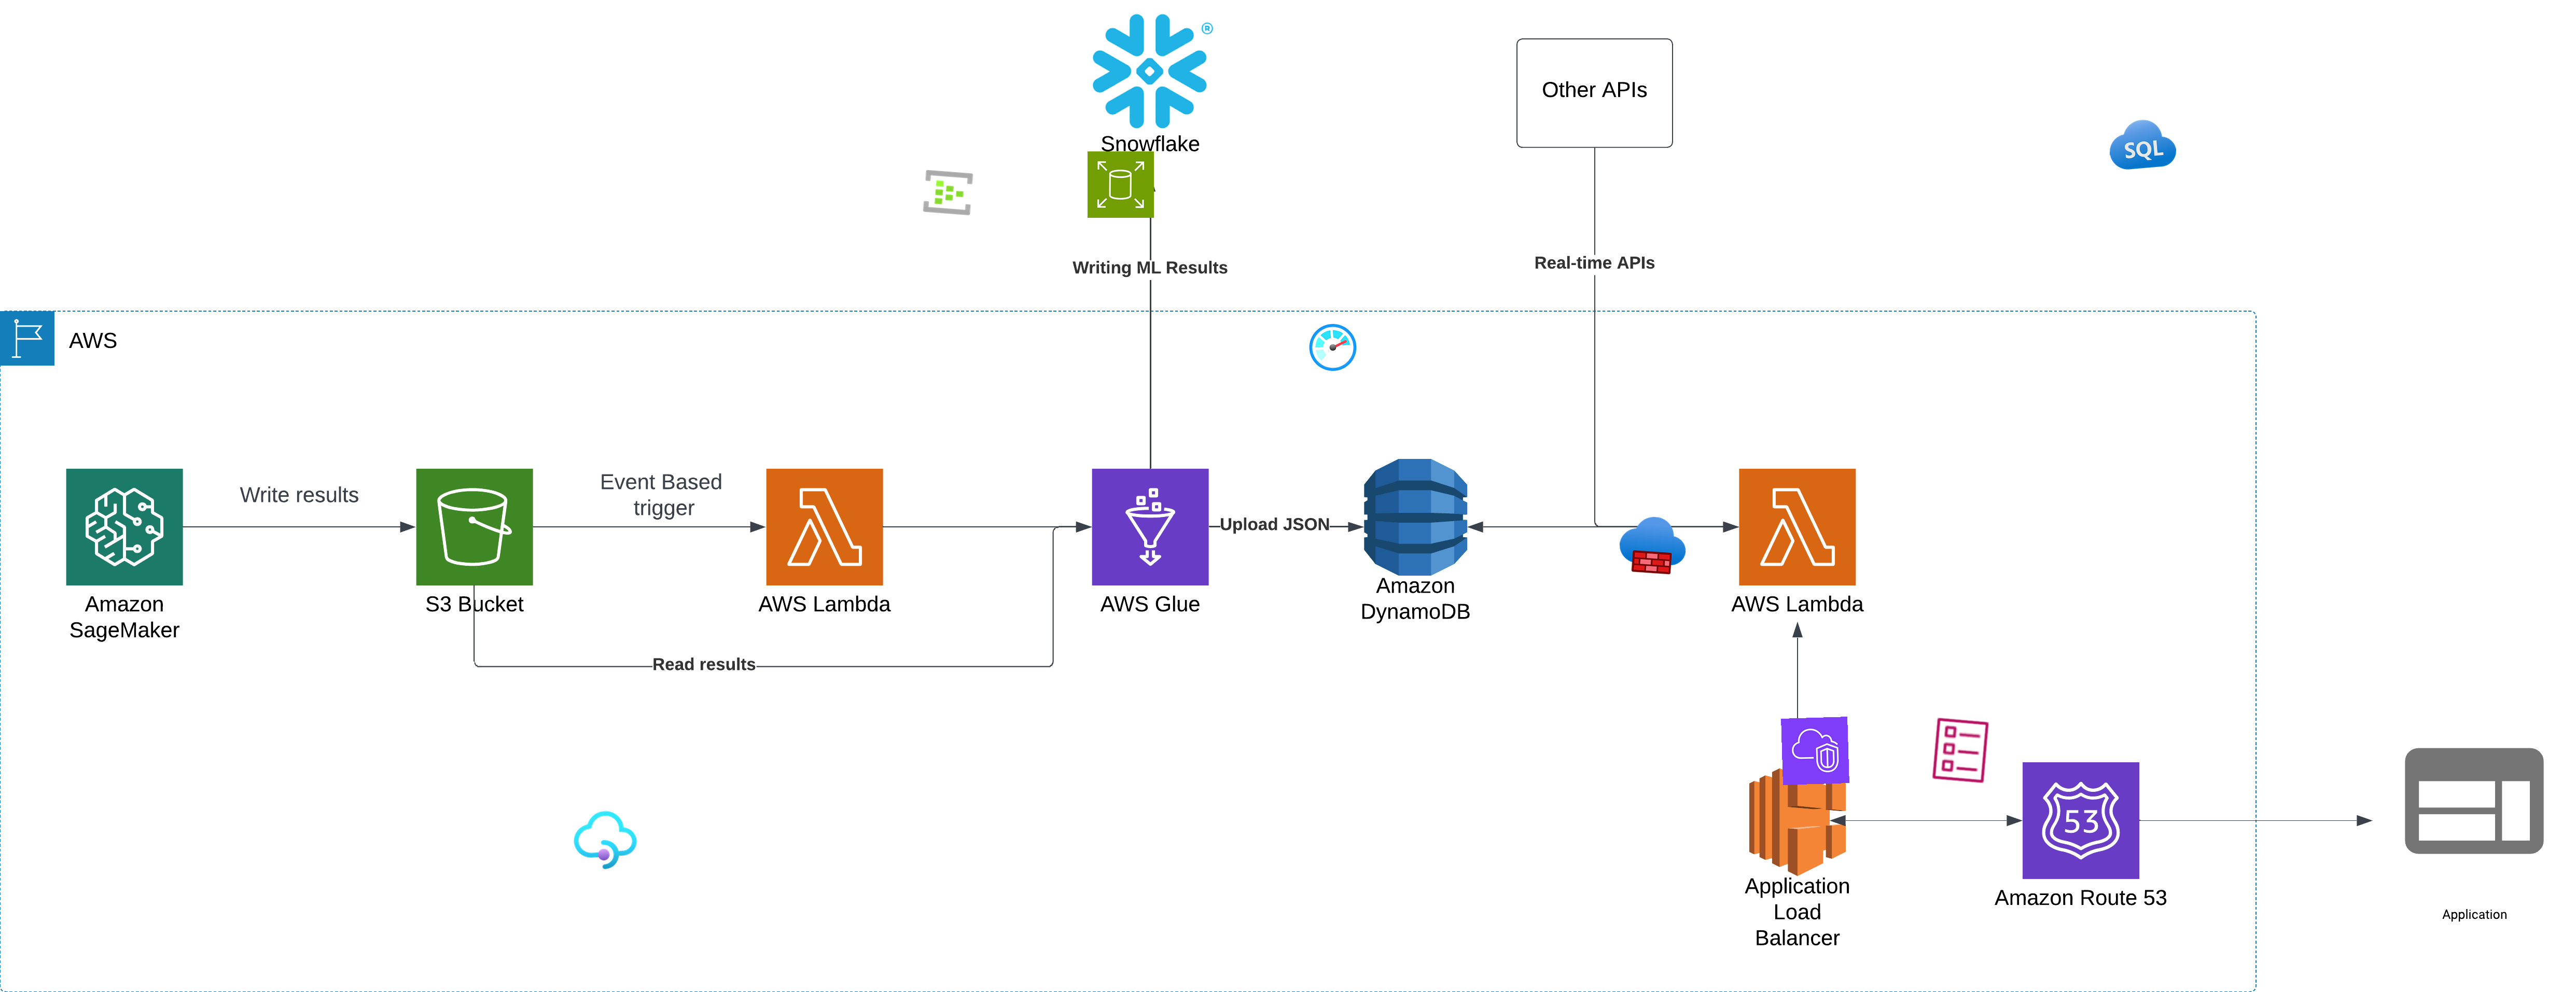 ®
Snowflake
Other APIs
SQL
Writing ML Results
Real-time APIs
AWS
Write results
Event Based
trigger
Upload JSON
Amazon
SageMaker
S3 Bucket
AWS Lambda
AWS Glue
Amazon
DynamoDB
AWS Lambda
Read results
53
Application
Load
Balancer
Amazon Route 53
Application